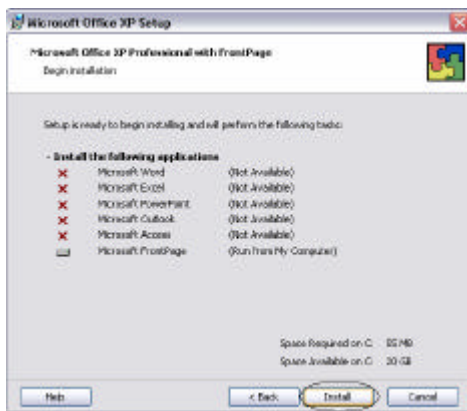 Microsoft Office XP Setup
Microsoft Office XP Professional with FrontPage
Begin installation
Setup is ready to begin installing and will perform the following tasks:
- Install the following applications
Microsoft Word (Not Available)
Microsoft Excel (Not Available)
Microsoft PowerPoint (Not Available)
Microsoft Outlook (Not Available)
Microsoft Access (Not Available)
Microsoft FrontPage (Run from My Computer)
Space Required on C: 85 MB
Space Available on C: 20 GB
Help < Back Install Cancel